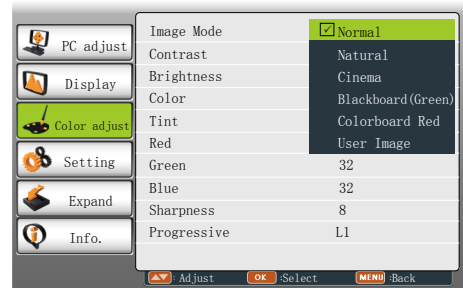 PC adjust
Display
Color adjust
Setting
Expand
Info.
Image Mode
Normal
Contrast
Natural
Brightness
Cinema
Color
Blackboard(Green)
Tint
Colorboard Red
Red
User Image
Green 32
Blue 32
Sharpness 8
Progressive L1
: Adjust OK :Select MENU :Back